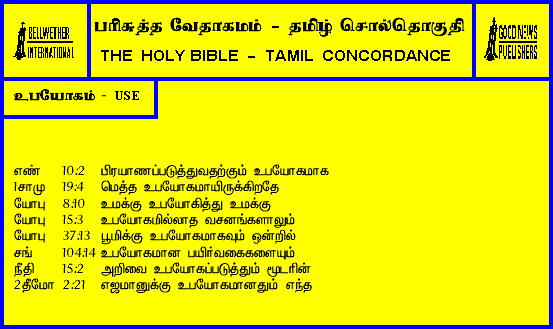 BELLWETHER
INTERNATIONAL
பரிசுத்த வேதாகமம் - தமிழ் சொல்தொகுதி
THE HOLY BIBLE - TAMIL CONCORDANCE
GOOD NEWS
PUBLISHERS
உபயோகம் - USE
எண் 10:2 பிரயாணப்படுத்துவதற்கும் உபயோகமாக
1சாமு 19:4 மெத்த உபயோகமாயிருக்கிறதே
யோபு 8:10 உமக்கு உபயோகித்து உமக்கு
யோபு 15:3 உபயோகமில்லாத வசனங்களாலும்
யோபு 37:13 பூமிக்கு உபயோகமாகவும் ஒன்றில்
சங் 104:14 உபயோகமான பயிர்வகைகளையும்
நீதி 15:2 அறிவை உபயோகப்படுத்தும் மூடரின்
2தீமோ 2:21 எஜமானுக்கு உபயோகமானதும் எந்த